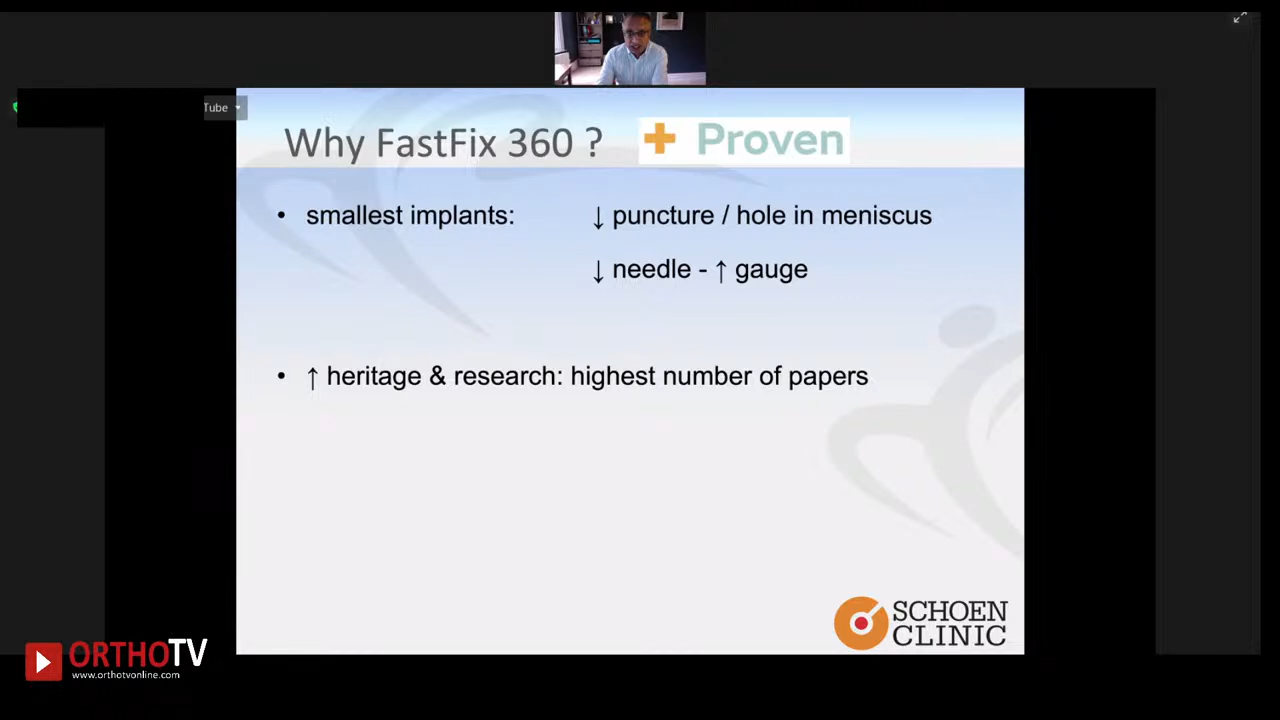 Tube
Why FastFix 360 ?
+ Proven
• smallest implants: ↓ puncture / hole in meniscus
↓ needle - ↑ gauge
• ↑ heritage & research: highest number of papers
SCHOEN
CLINIC
ORTHOTV
www.orthotvonline.com